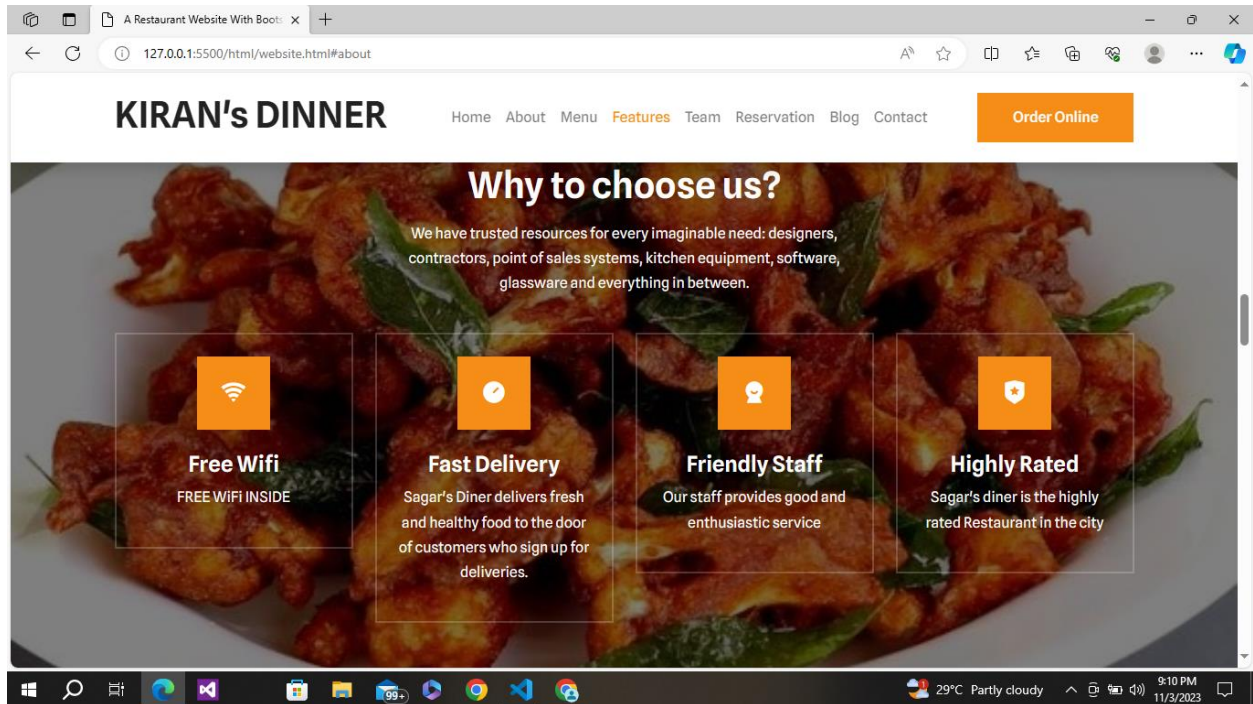 A Restaurant Website With Boots
127.0.0.1:5500/html/website.html#about
KIRAN's DINNER
Home About Menu Features Team Reservation Blog Contact
Order Online
Why to choose us?
We have trusted resources for every imaginable need: designers,
contractors, point of sales systems, kitchen equipment, software,
glassware and everything in between.
Free Wifi
FREE WiFi INSIDE
Fast Delivery
Sagar's Diner delivers fresh
and healthy food to the door
of customers who sign up for
deliveries.
Friendly Staff
Our staff provides good and
enthusiastic service
Highly Rated
Sagar's diner is the highly
rated Restaurant in the city
99+
29°C Partly cloudy
9:10 PM
11/3/2023